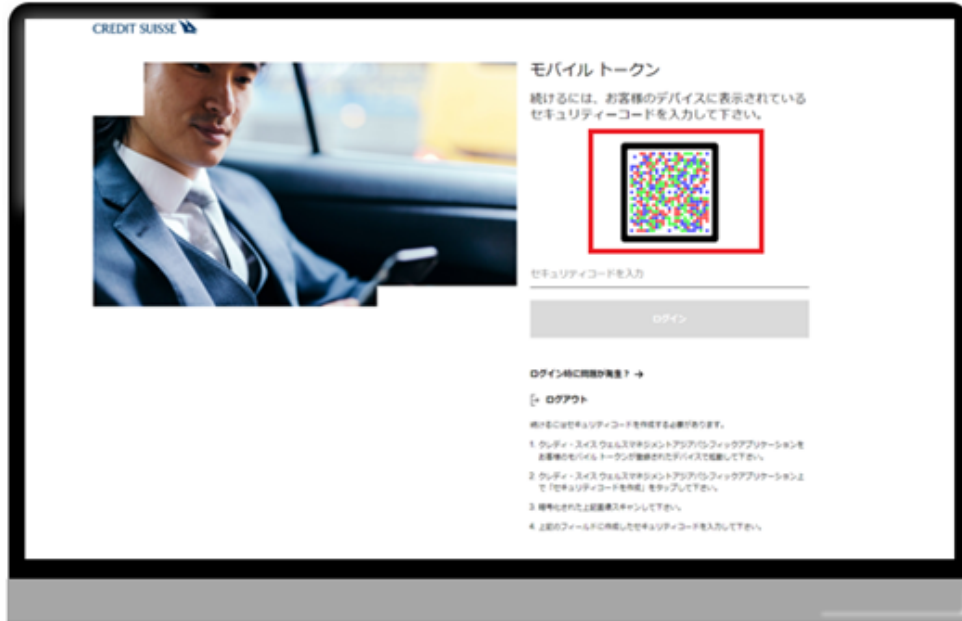 CREDIT SUISSE
モバイル トークン
続けるには、お客様のデバイスに表示されている
セキュリティーコードを入力して下さい。
セキュリティコードを入力
ログイン
ログイン時に問題が発生？ →
ログアウト
続けるにはセキュリティコードを作成する必要があります。
1. クレディ・スイス ウェルスマネジメントアジアパシフィックアプリケーションを
お客様のモバイル トークンが登録されたデバイスで起動して下さい。
2. クレディ・スイス ウェルスマネジメントアジアパシフィックアプリケーション上
で「セキュリティコードを作成」をタップして下さい。
3. 暗号化された上記画像スキャンして下さい。
4. 上記のフィールドに作成したセキュリティコードを入力して下さい。